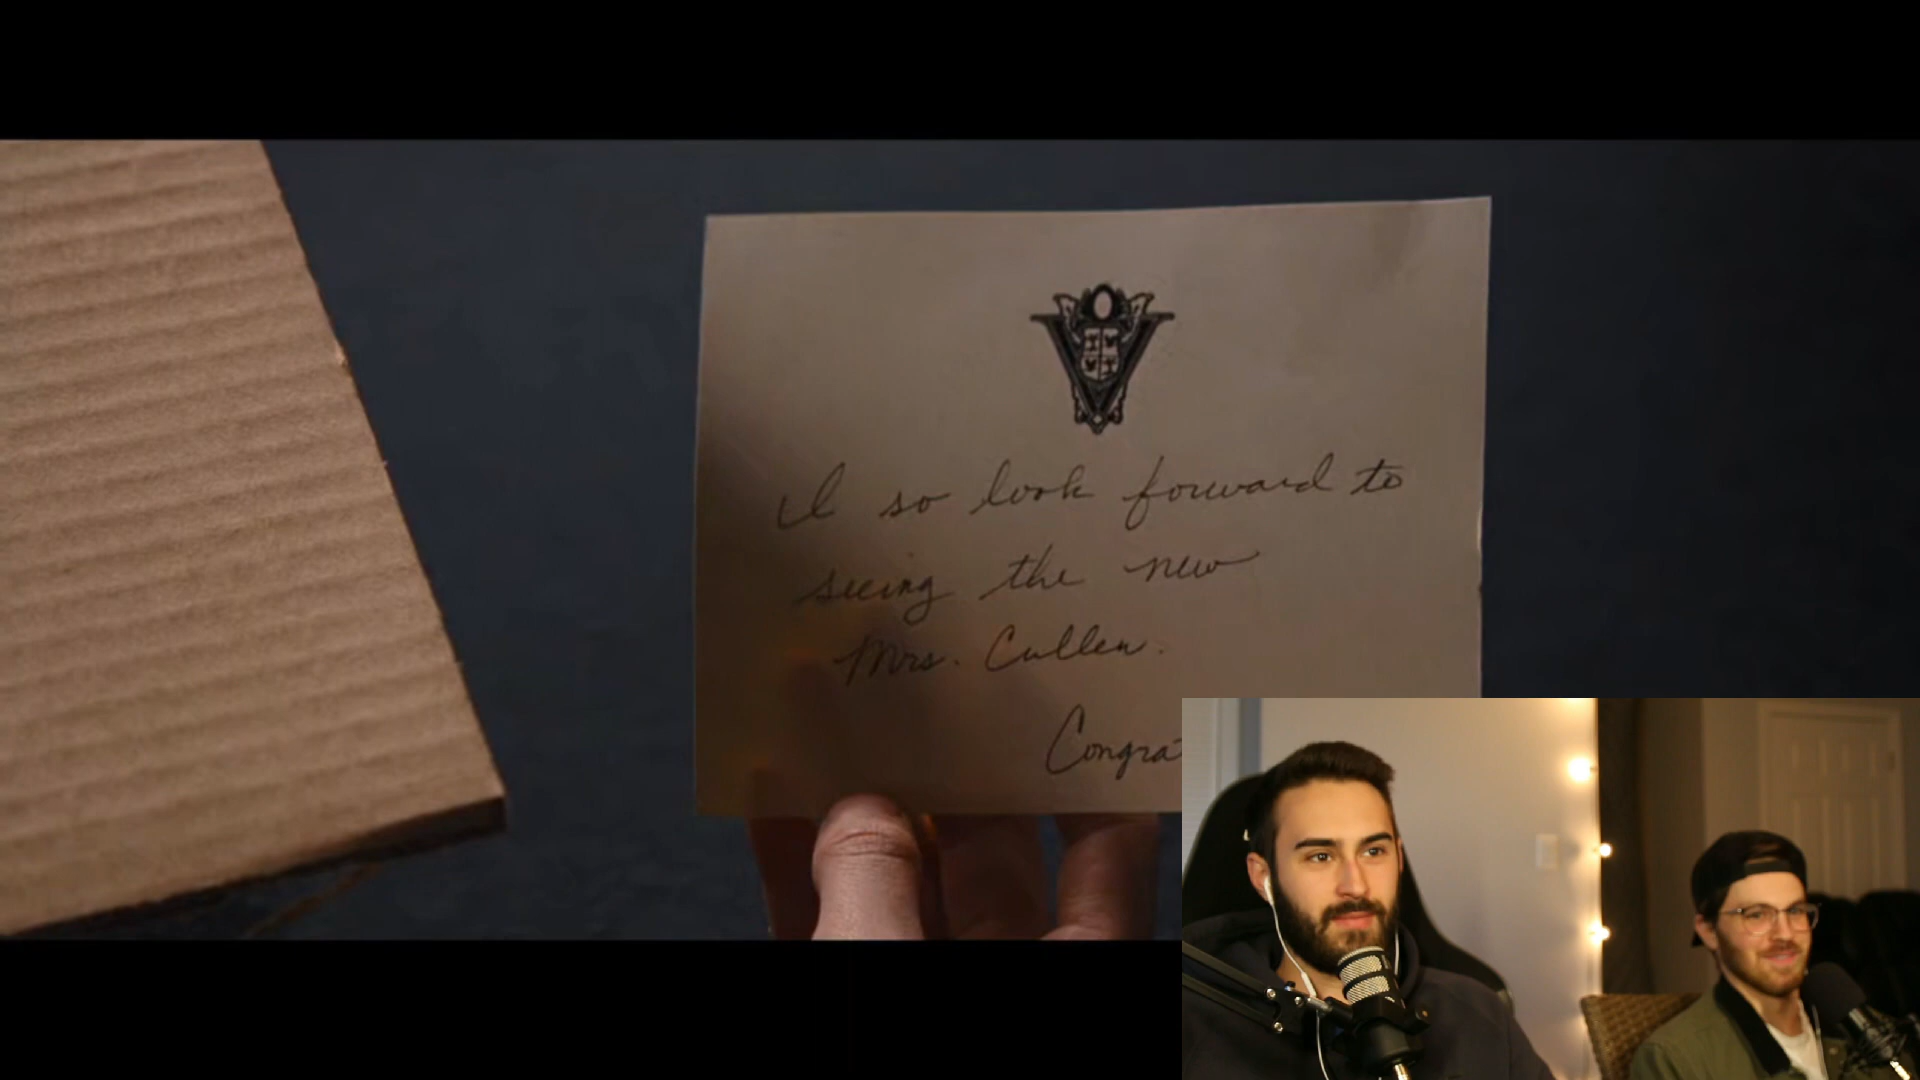 I so look forward to
seeing the new
Mrs. Cullen.